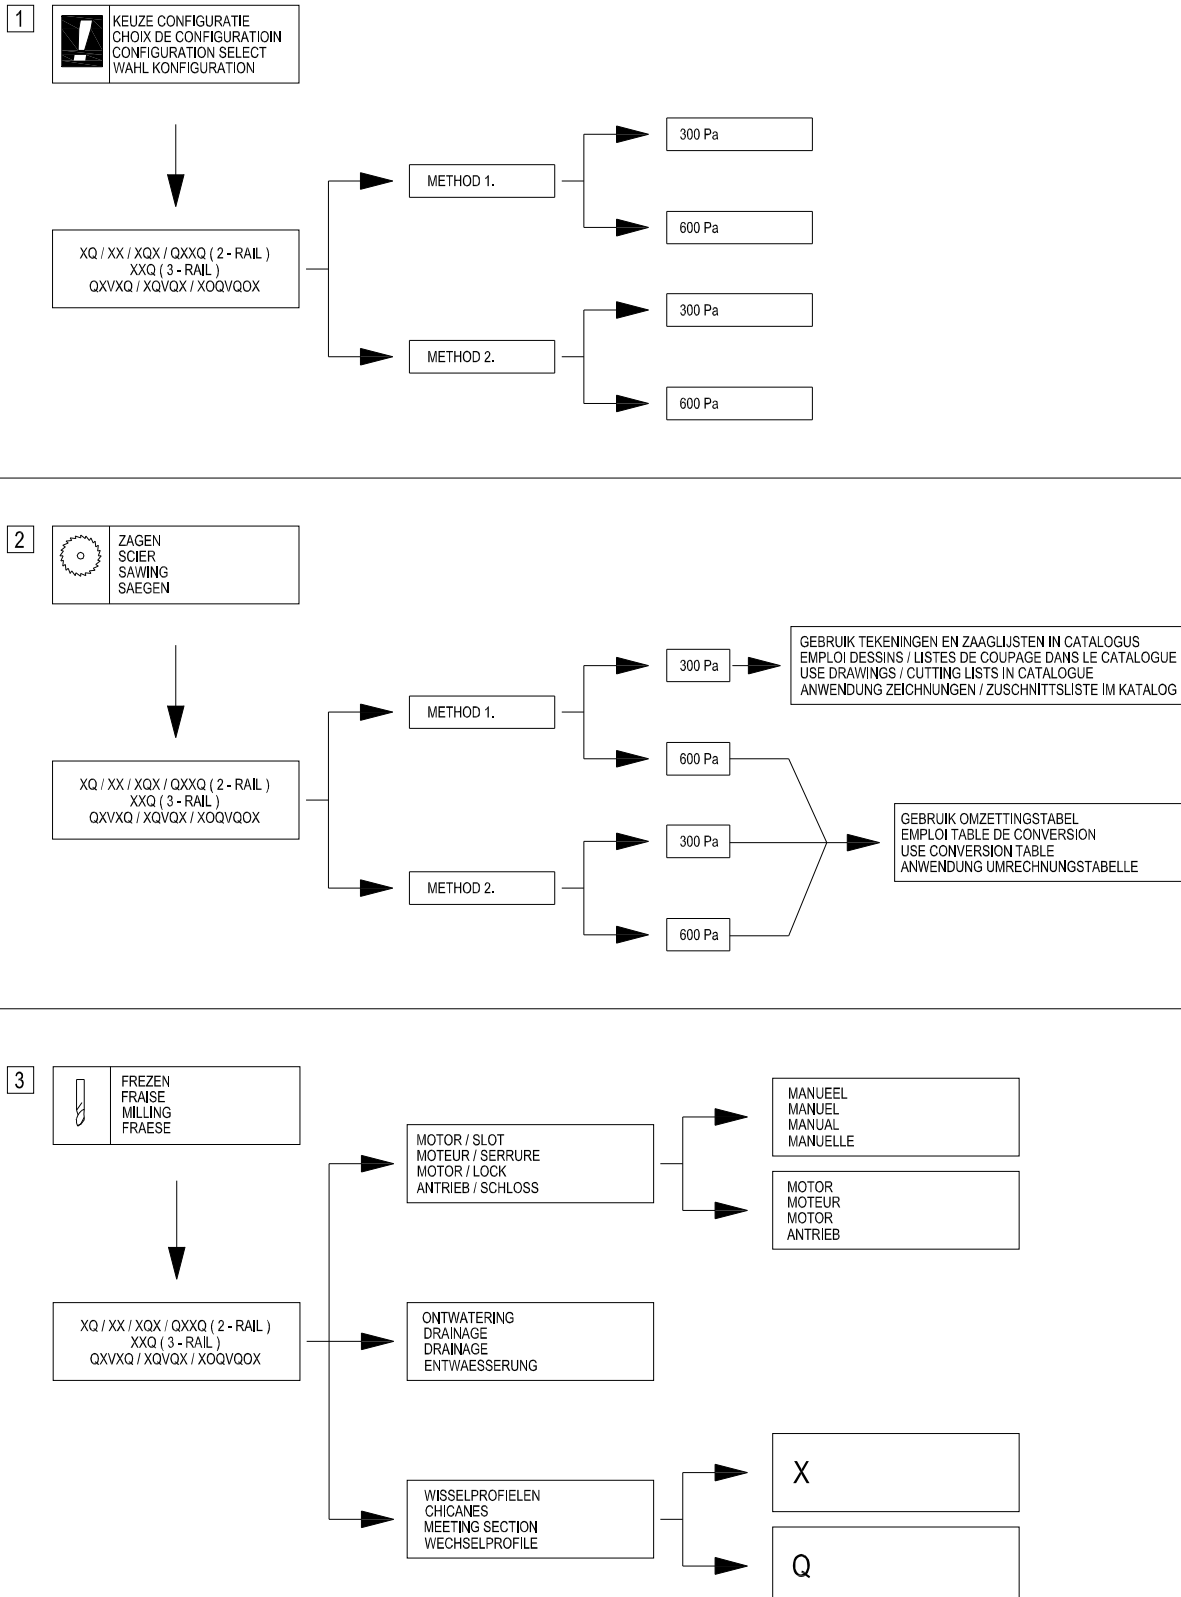 1
KEUZE CONFIGURATIE
CHOIX DE CONFIGURATIOIN
CONFIGURATION SELECT
WAHL KONFIGURATION
XQ / XX / XQX / QXXQ ( 2 - RAIL )
XXQ ( 3 - RAIL )
QXVXQ / XQVQX / XOQVQOX
METHOD 1.
300 Pa
600 Pa
METHOD 2.
300 Pa
600 Pa
2
ZAGEN
SCIER
SAWING
SAEGEN
XQ / XX / XQX / QXXQ ( 2 - RAIL )
XXQ ( 3 - RAIL )
QXVXQ / XQVQX / XOQVQOX
METHOD 1.
300 Pa
GEBRUIK TEKENINGEN EN ZAAGLIJSTEN IN CATALOGUS
EMPLOI DESSINS / LISTES DE COUPAGE DANS LE CATALOGUE
USE DRAWINGS / CUTTING LISTS IN CATALOGUE
ANWENDUNG ZEICHNUNGEN / ZUSCHNITTSLISTE IM KATALOG
600 Pa
METHOD 2.
300 Pa
600 Pa
GEBRUIK OMZETTINGSTABEL
EMPLOI TABLE DE CONVERSION
USE CONVERSION TABLE
ANWENDUNG UMRECHNUNGSTABELLE
3
FREZEN
FRAISE
MILLING
FRAESE
XQ / XX / XQX / QXXQ ( 2 - RAIL )
XXQ ( 3 - RAIL )
QXVXQ / XQVQX / XOQVQOX
MOTOR / SLOT
MOTEUR / SERRURE
MOTOR / LOCK
ANTRIEB / SCHLOSS
MANUEEL
MANUEL
MANUAL
MANUELLE
MOTOR
MOTEUR
MOTOR
ANTRIEB
ONTWATERING
DRAINAGE
DRAINAGE
ENTWAESSERUNG
WISSELPROFIELEN
CHICANES
MEETING SECTION
WECHSELPROFILE
X
Q